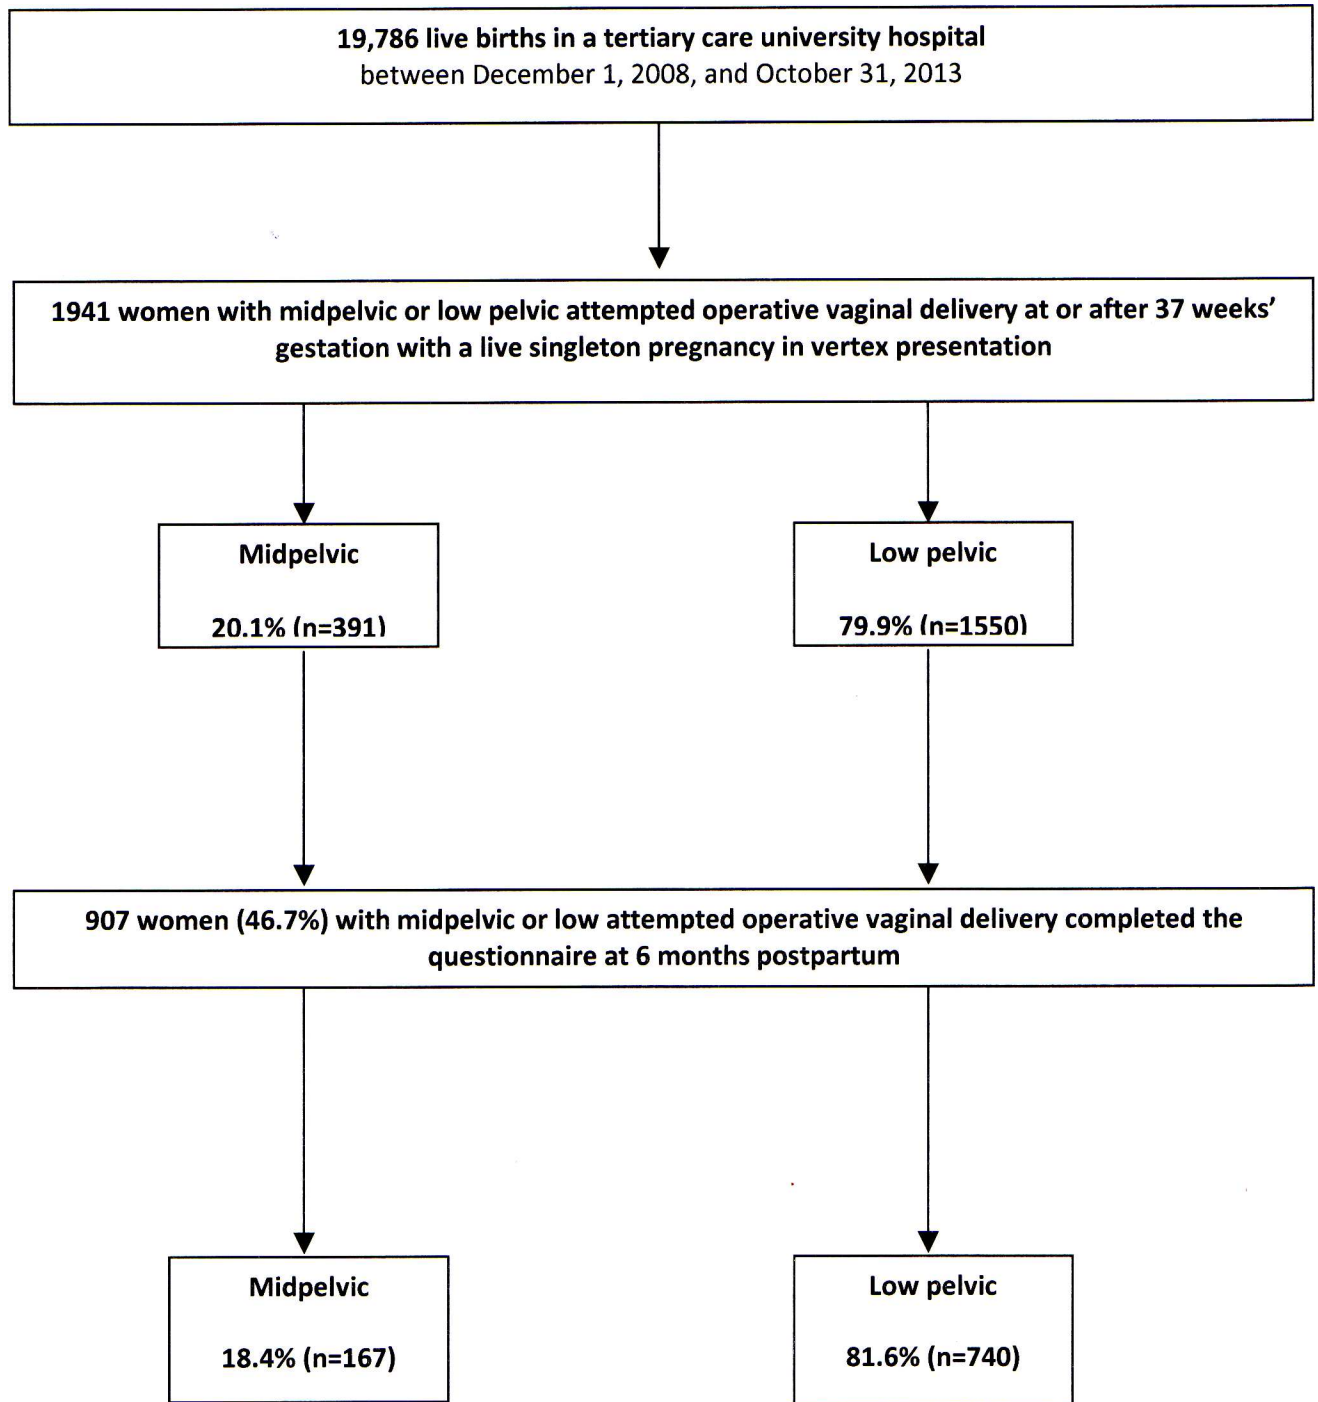 19,786 live births in a tertiary care university hospital
between December 1, 2008, and October 31, 2013
1941 women with midpelvic or low pelvic attempted operative vaginal delivery at or after 37 weeks’
gestation with a live singleton pregnancy in vertex presentation
Midpelvic
20.1% (n=391)
Low pelvic
79.9% (n=1550)
907 women (46.7%) with midpelvic or low attempted operative vaginal delivery completed the
questionnaire at 6 months postpartum
Midpelvic
18.4% (n=167)
Low pelvic
81.6% (n=740)